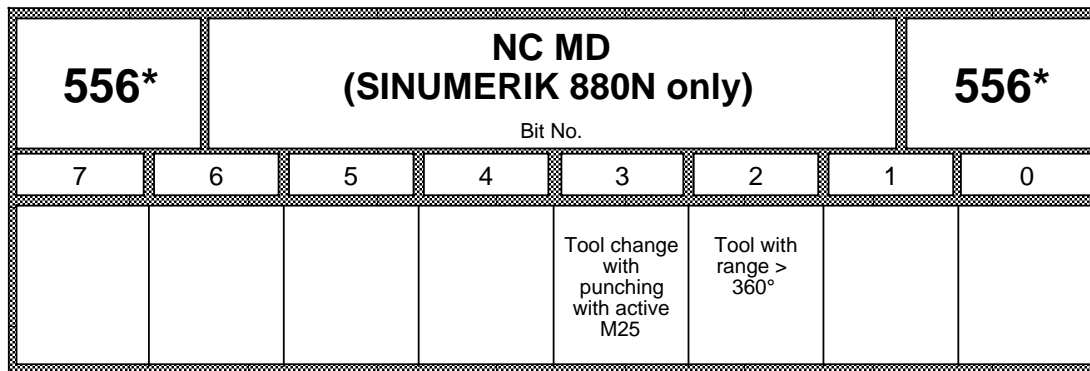 556*
NC MD
(SINUMERIK 880N only)
Bit No.
556*
7 6 5 4 3 2 1 0
Tool change
with
punching
with active
M25
Tool with
range >
360°